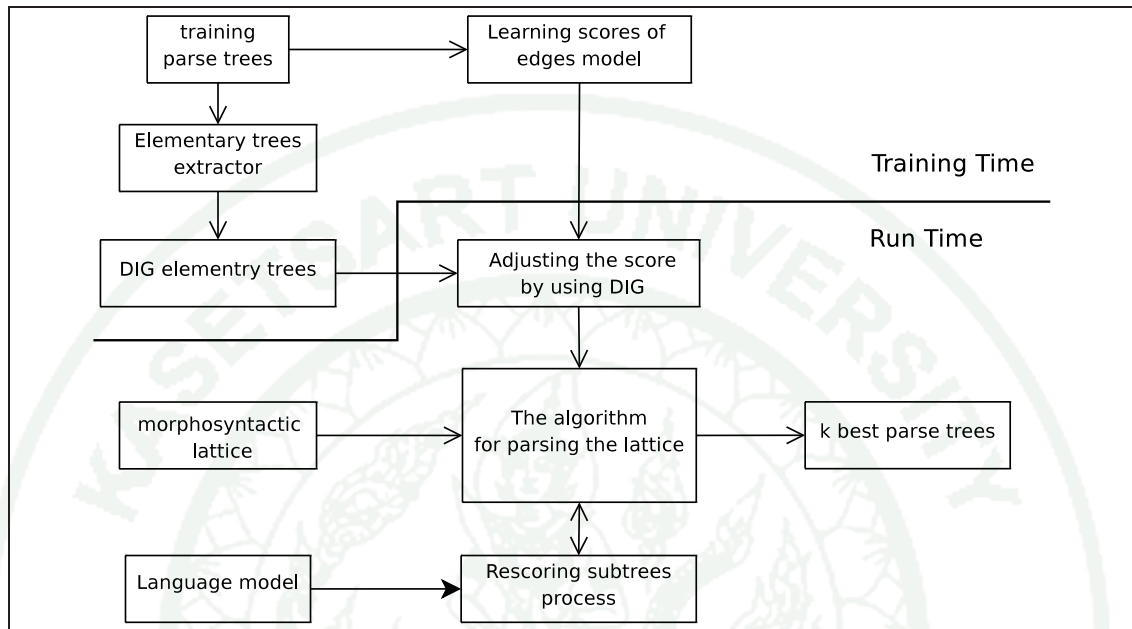 training
parse trees
Learning scores of
edges model
Elementary trees
extractor
Training Time
Run Time
DIG elementry trees
Adjusting the score
by using DIG
morphosyntactic
lattice
The algorithm
for parsing the lattice
k best parse trees
Language model
Rescoring subtrees
process
KASETSART UNIVERSITY